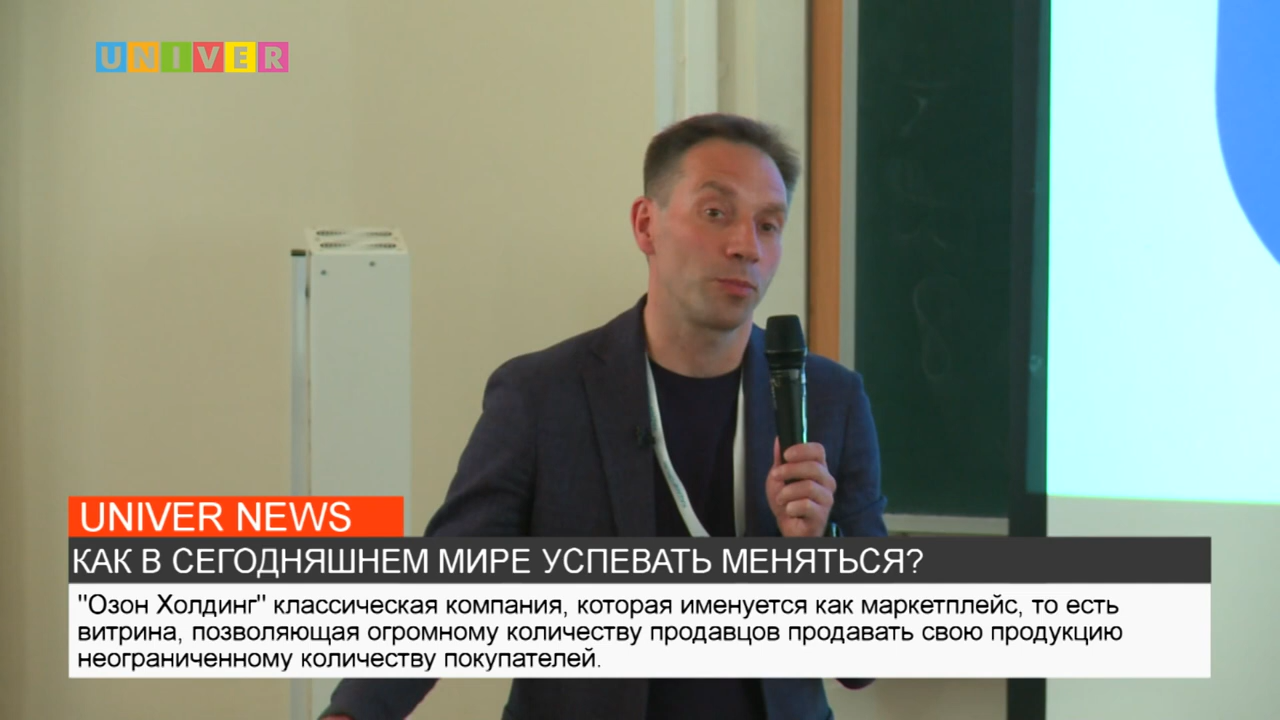 UNIVER
UNIVER NEWS
КАК В СЕГОДНЯШНЕМ МИРЕ УСПЕВАТЬ МЕНЯТЬСЯ?
"Озон Холдинг" классическая компания, которая именуется как маркетплейс, то есть
витрина, позволяющая огромному количеству продавцов продавать свою продукцию
неограниченному количеству покупателей.